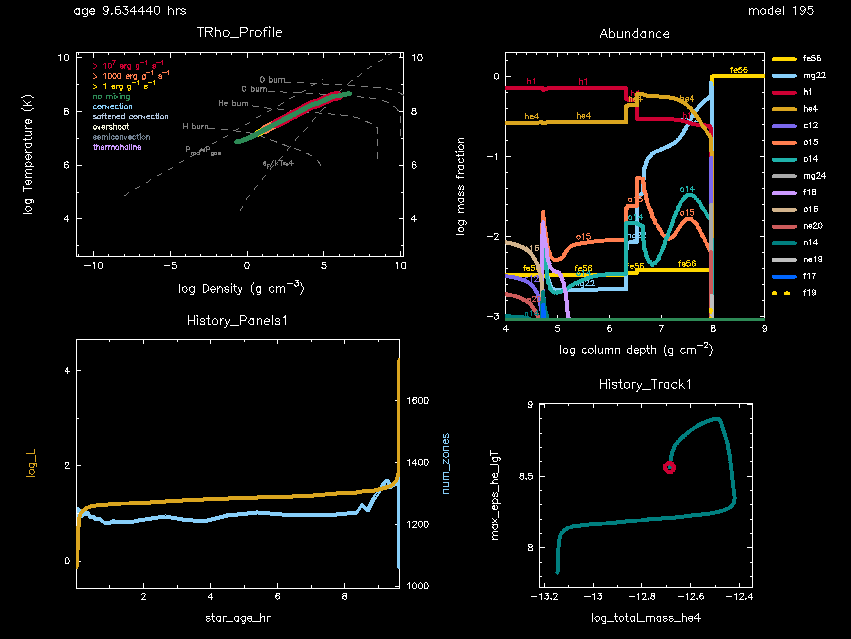 age 9.634440 hrs
model 195
TRho_Profile
10
8
6
4
−10
−5
0
5
10
10
8
6
4
log Temperature (K)
log Density (g cm−3)
> 10⁷ erg g−1 s−1
> 1000 erg g−1 s−1
> 1 erg g−1 s−1
no mixing
convection
softened convection
overshoot
semiconvection
thermohaline
O burn
C burn
He burn
H burn
Abundance
0
−1
−2
−3
4
5
6
7
8
9
log mass fraction
log column depth (g cm−2)
h1
h1
he4
he4
he4
he4
fe56
o14
o15
o15
fe56
fe56
fe56
mg22
fe56
mg22
h1
he4
c12
o15
o14
mg24
f18
o16
ne20
n14
ne19
f17
f19
History_Panels1
4
2
0
1600
1400
1200
1000
2
4
6
8
log_L
num_zones
star_age_hr
History_Track1
9
8.5
8
−13.2
−13
−12.8
−12.6
−12.4
max_eps_he_lgT
log_total_mass_he4